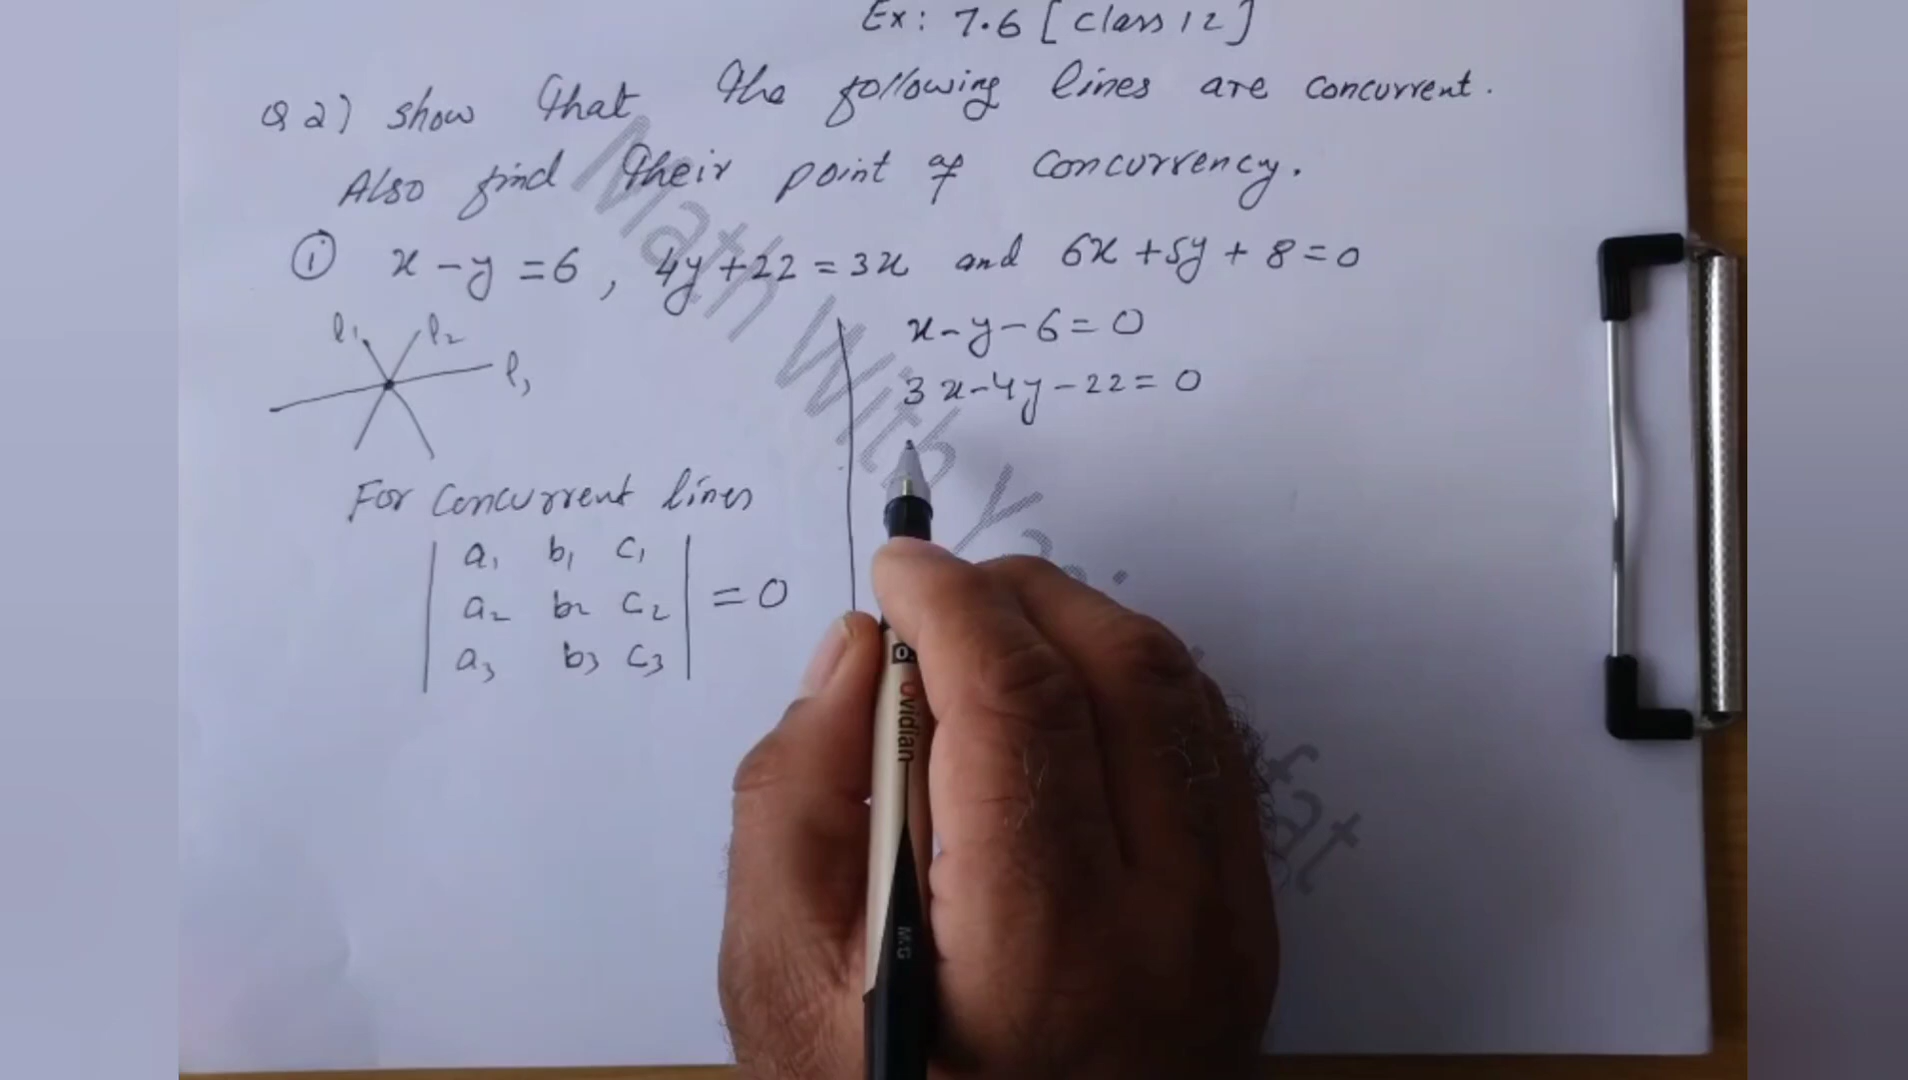 Ex: 7.6 [Class 12]
Q2) show that the following lines are concurrent.
Also find their point of concurrency.
i x - y = 6, 4y + 22 = 3x and 6x + 5y + 8 = 0
l1 l2
l3
x - y - 6 = 0
3x - 4y - 22 = 0
For Concurrent lines
a1 b1 c1
a2 b2 c2 = 0
a3 b3 c3
Math With
fat
Ovidian
M.G